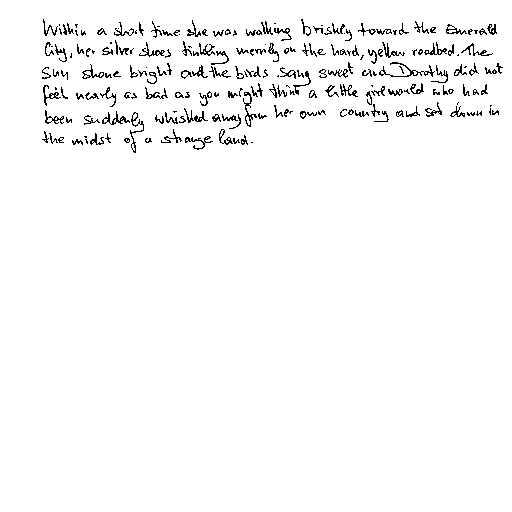 Within a short time she was walking briskly toward the Emerald
City, her silver shoes tinkling merrily on the hard, yellow roadbed. The
sun shone bright and the birds sang sweet and Dorothy did not
feel nearly as bad as you might think a little girl would who had
been suddenly whisked away from her own country and set down in
the midst of a strange land.